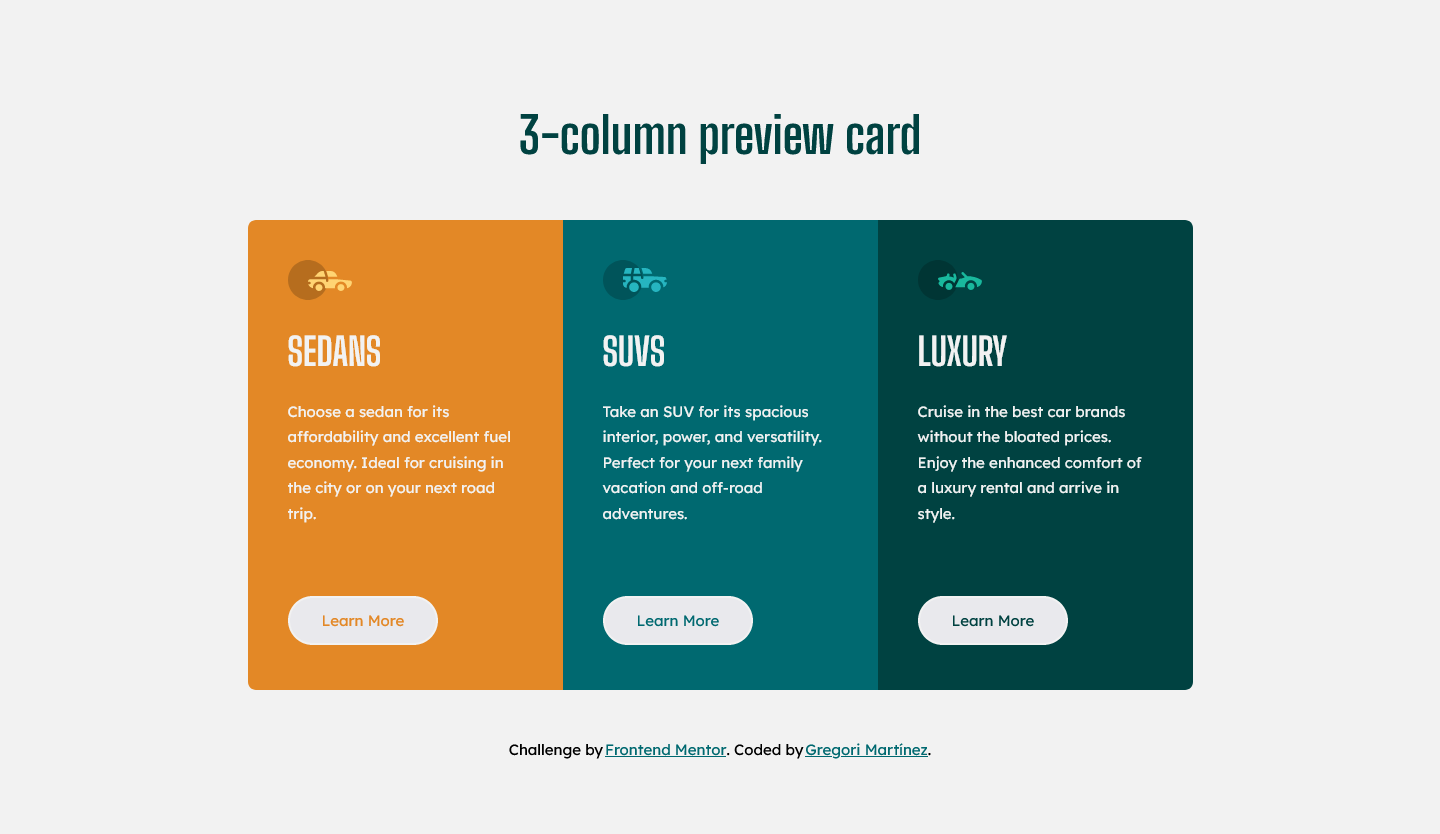 3-column preview card
SEDANS
Choose a sedan for its
affordability and excellent fuel
economy. Ideal for cruising in
the city or on your next road
trip.
Learn More
SUVS
Take an SUV for its spacious
interior, power, and versatility.
Perfect for your next family
vacation and off-road
adventures.
Learn More
LUXURY
Cruise in the best car brands
without the bloated prices.
Enjoy the enhanced comfort of
a luxury rental and arrive in
style.
Learn More
Challenge by Frontend Mentor. Coded by Gregori Martínez.